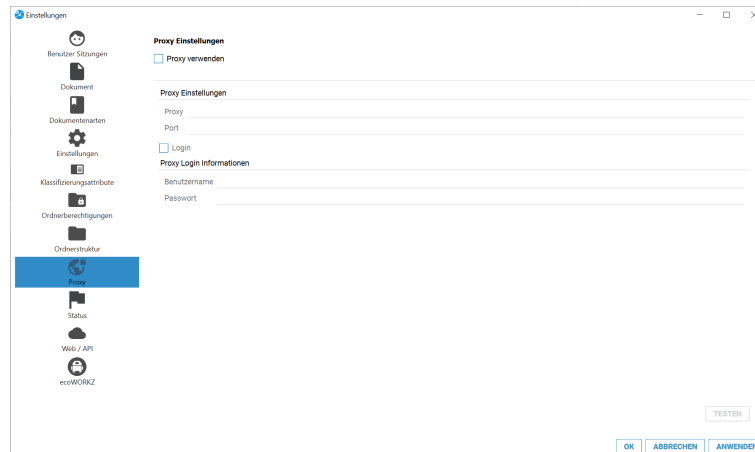 Einstellungen
Benutzer Sitzungen
Dokument
Dokumentenarten
Einstellungen
Klassifizierungsattribute
Ordnerberechtigungen
Ordnerstruktur
Proxy
Status
Web / API
ecoWORKZ
Proxy Einstellungen
Proxy verwenden
Proxy Einstellungen
Proxy
Port
Login
Proxy Login Informationen
Benutzername
Passwort
TESTEN
OK ABBRECHEN ANWENDEN